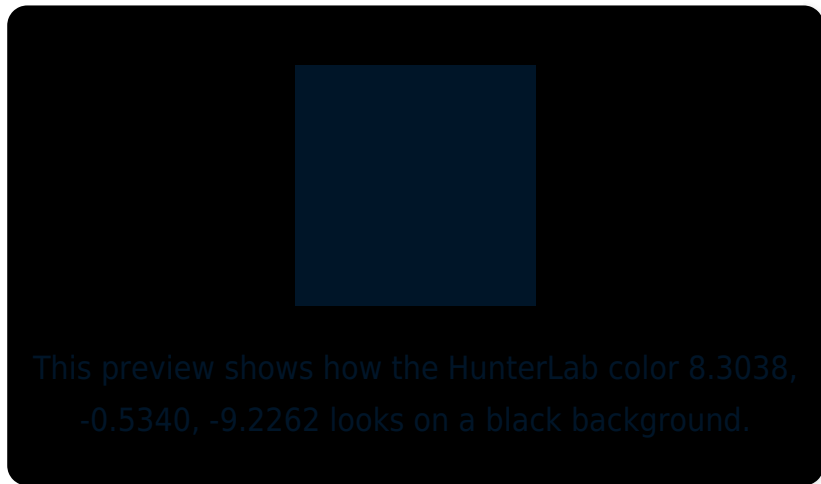 This preview shows how the HunterLab color 8.3038,
-0.5340, -9.2262 looks on a black background.